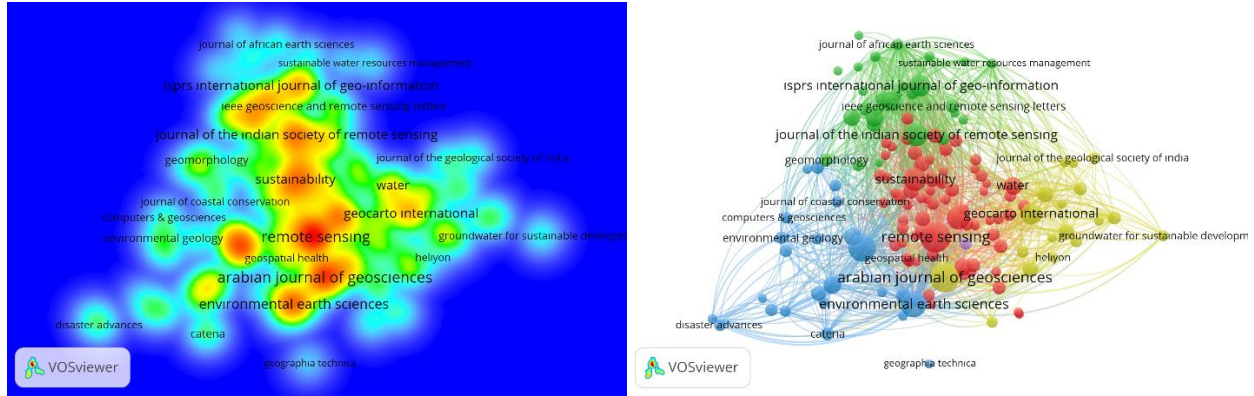 journal of african earth sciences
sustainable water resources management
isprs international journal of geo-information
ieee geoscience and remote sensing letters
journal of the indian society of remote sensing
geomorphology
journal of the geological society of india
sustainability
water
journal of coastal conservation
computers & geosciences
geocarto international
environmental geology
remote sensing
groundwater for sustainable developm
geospatial health
heliyon
arabian journal of geosciences
environmental earth sciences
disaster advances
catena
geographia technica
VOSviewer
journal of african earth sciences
sustainable water resources management
isprs international journal of geo-information
ieee geoscience and remote sensing letters
journal of the indian society of remote sensing
geomorphology
journal of the geological society of india
sustainability
water
journal of coastal conservation
computers & geosciences
geocarto international
environmental geology
remote sensing
groundwater for sustainable developm
geospatial health
heliyon
arabian journal of geosciences
environmental earth sciences
disaster advances
catena
geographia technica
VOSviewer